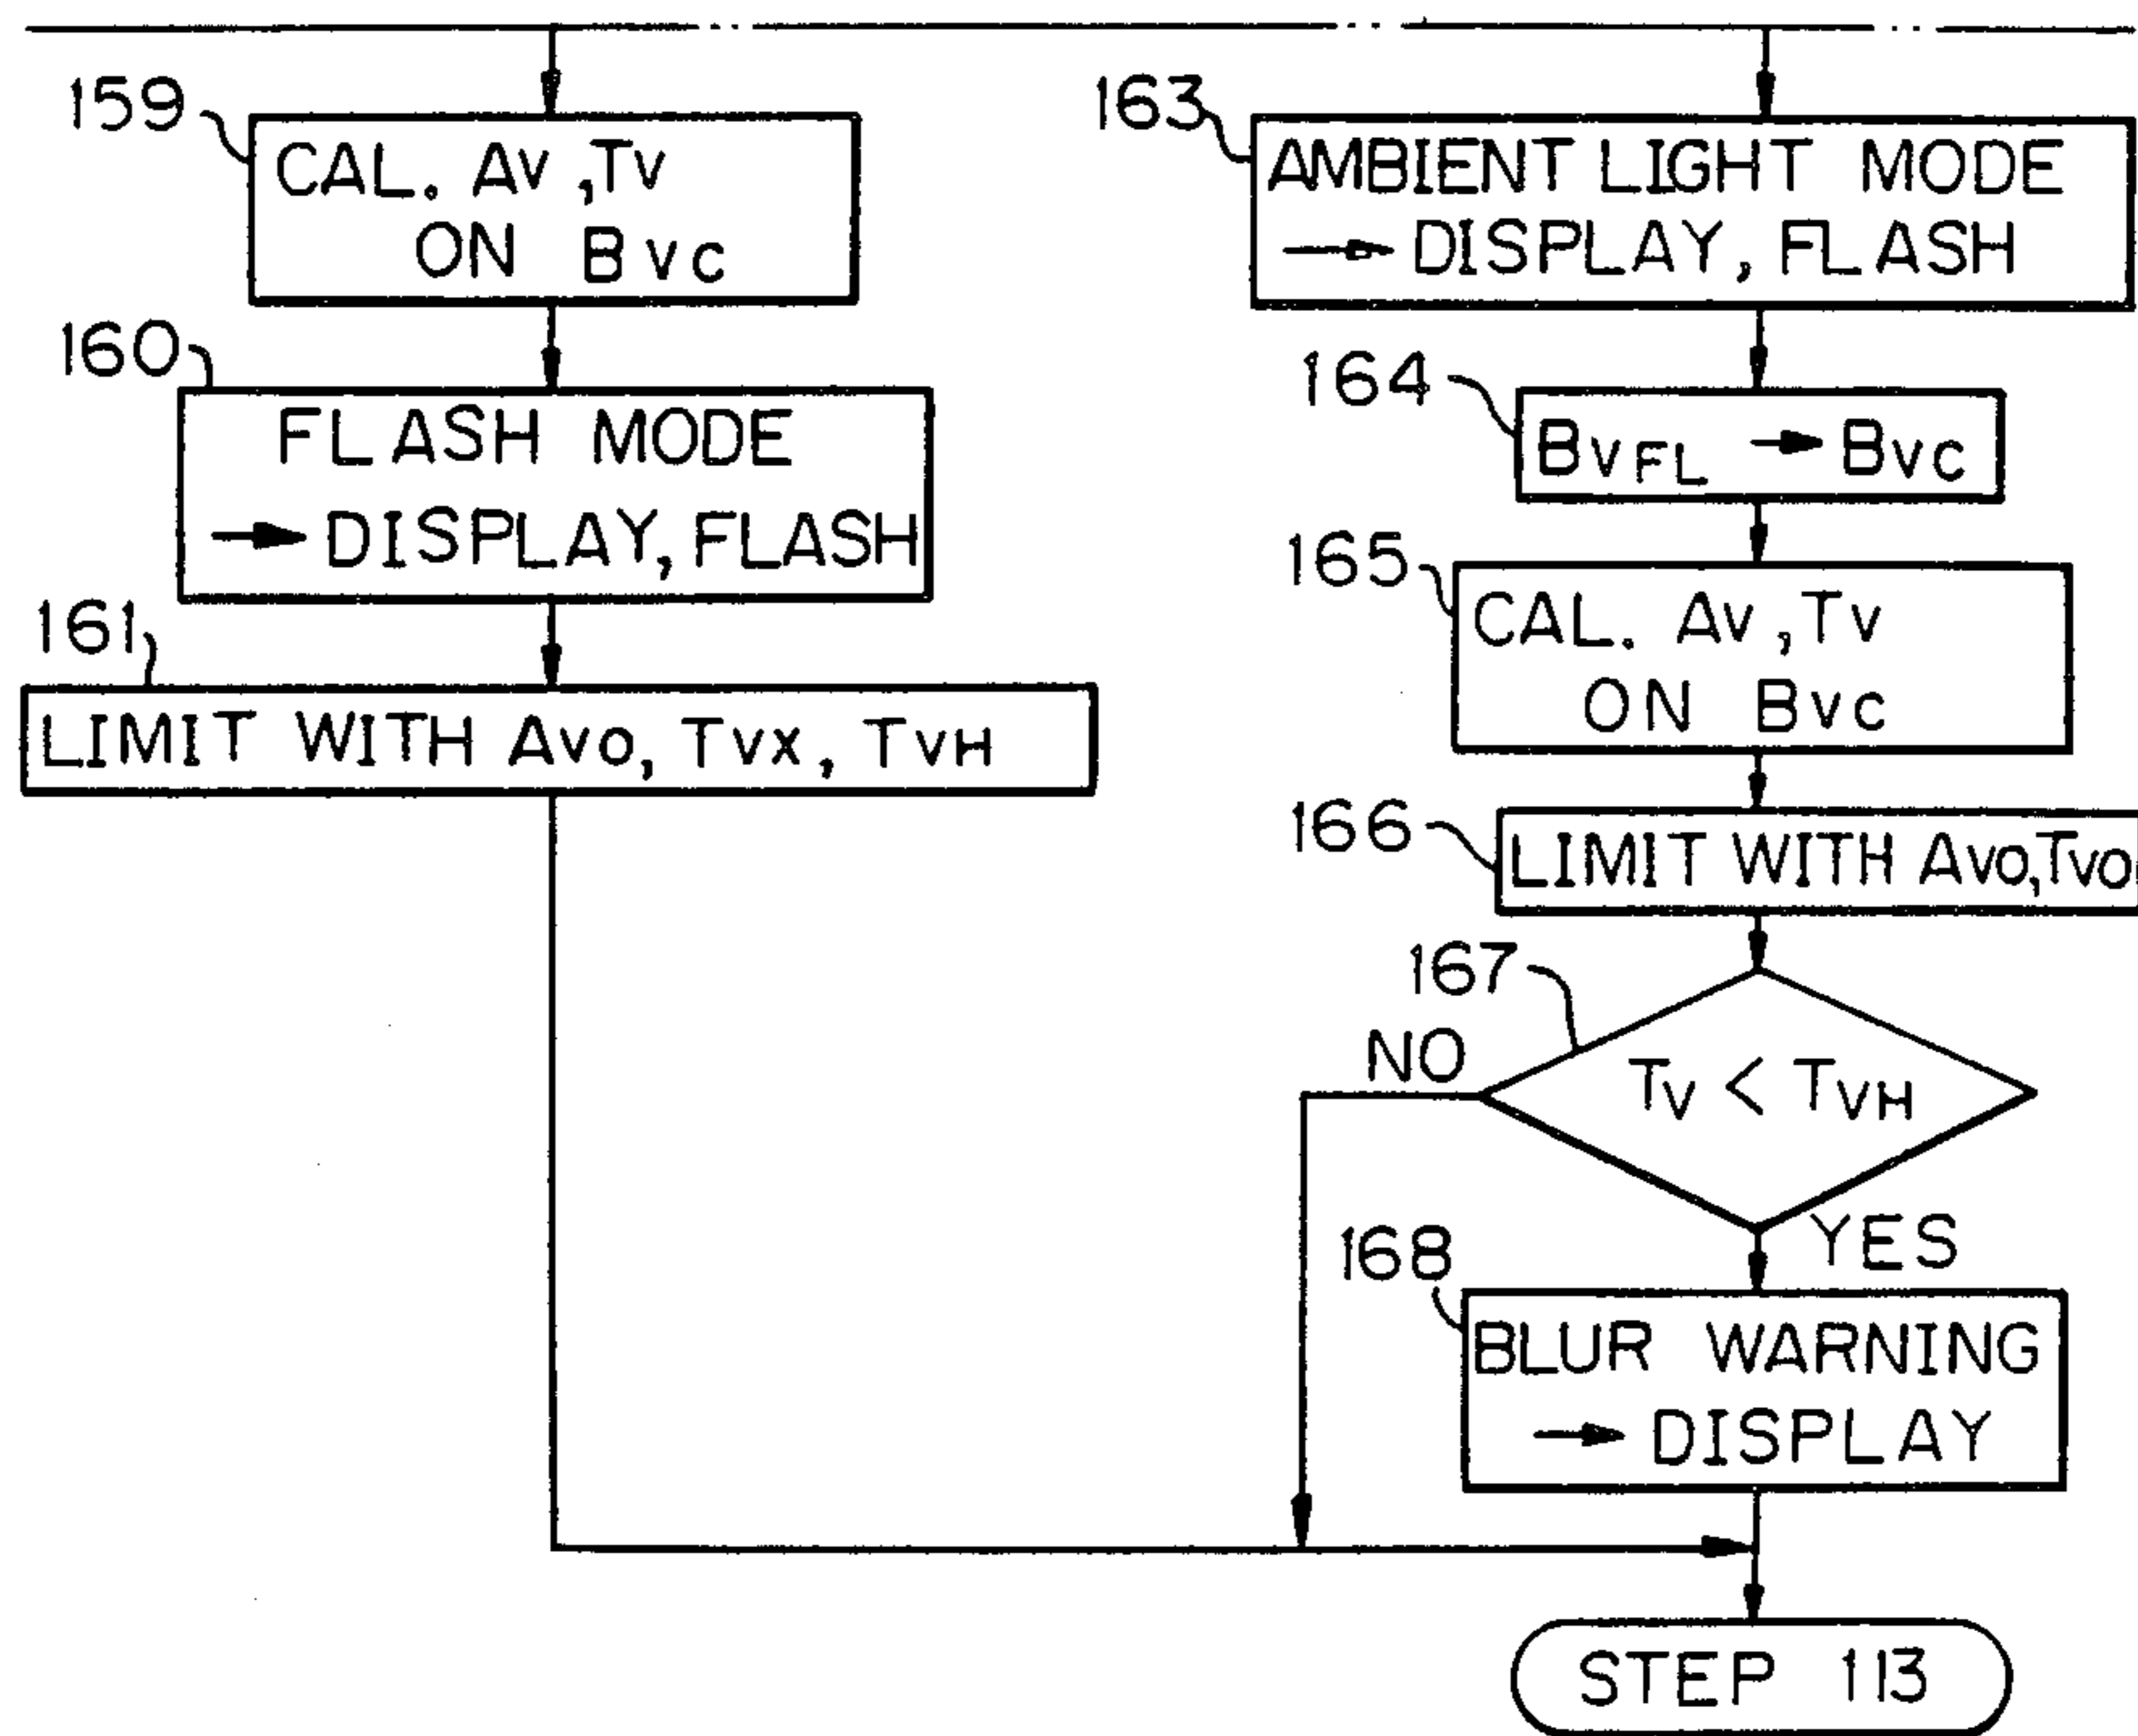 159
CAL. AV, TV
ON BVC
160
FLASH MODE
→ DISPLAY, FLASH
161
LIMIT WITH AVO, TVX, TVH
163
AMBIENT LIGHT MODE
→ DISPLAY, FLASH
164
BVFL → BVC
165
CAL. AV, TV
ON BVC
166
LIMIT WITH AVO, TVO
167
NO
TV < TVH
YES
168
BLUR WARNING
→ DISPLAY
STEP 113